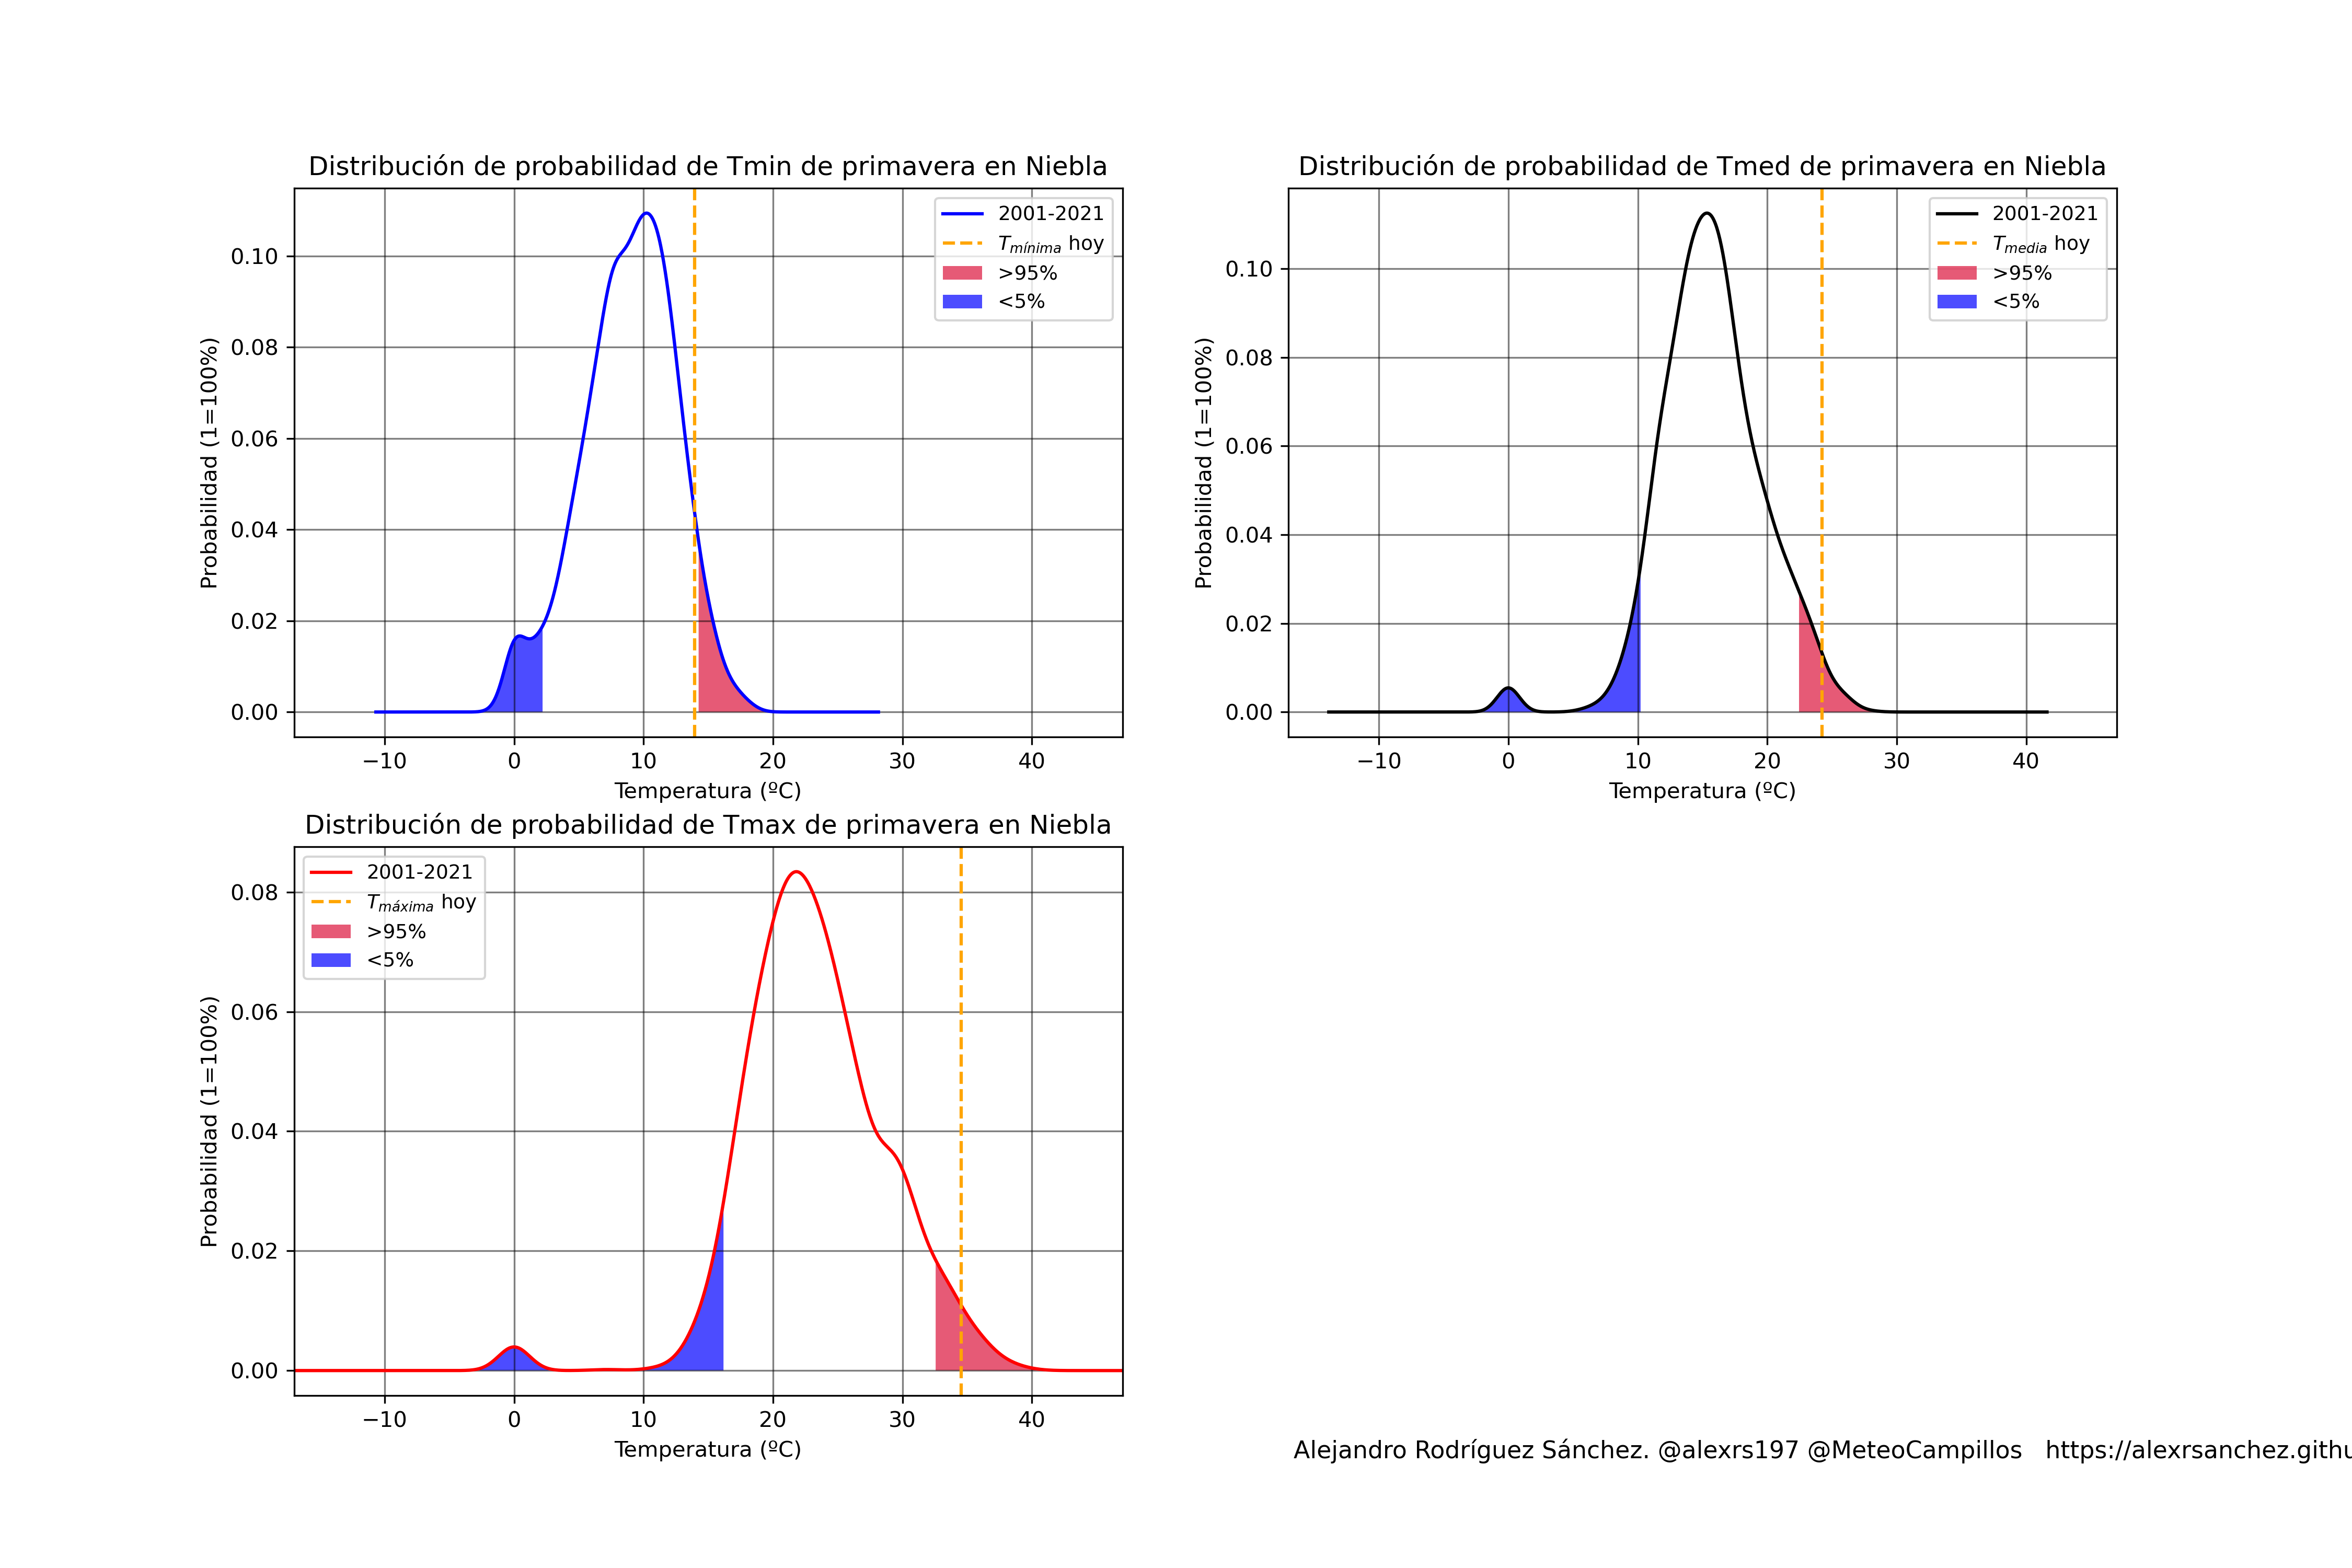 Distribución de probabilidad de Tmin de primavera en Niebla
2001-2021
Tmínima hoy
>95%
<5%
Probabilidad (1=100%)
0.10
0.08
0.06
0.04
0.02
0.00
−10 0 10 20 30 40
Temperatura (ºC)
Distribución de probabilidad de Tmed de primavera en Niebla
2001-2021
Tmedia hoy
>95%
<5%
Probabilidad (1=100%)
0.10
0.08
0.06
0.04
0.02
0.00
−10 0 10 20 30 40
Temperatura (ºC)
Distribución de probabilidad de Tmax de primavera en Niebla
2001-2021
Tmáxima hoy
>95%
<5%
Probabilidad (1=100%)
0.08
0.06
0.04
0.02
0.00
−10 0 10 20 30 40
Temperatura (ºC)
Alejandro Rodríguez Sánchez. @alexrs197 @MeteoCampillos https://alexrsanchez.githu